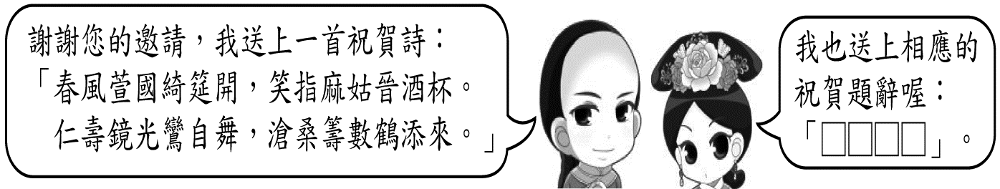 謝謝您的邀請，我送上一首祝賀詩：
「春風萱國綺筵開，笑指麻姑晉酒杯。
仁壽鏡光鸞自舞，滄桑籌數鶴添來。」
我也送上相應的
祝賀題辭喔：
「□□□□」。